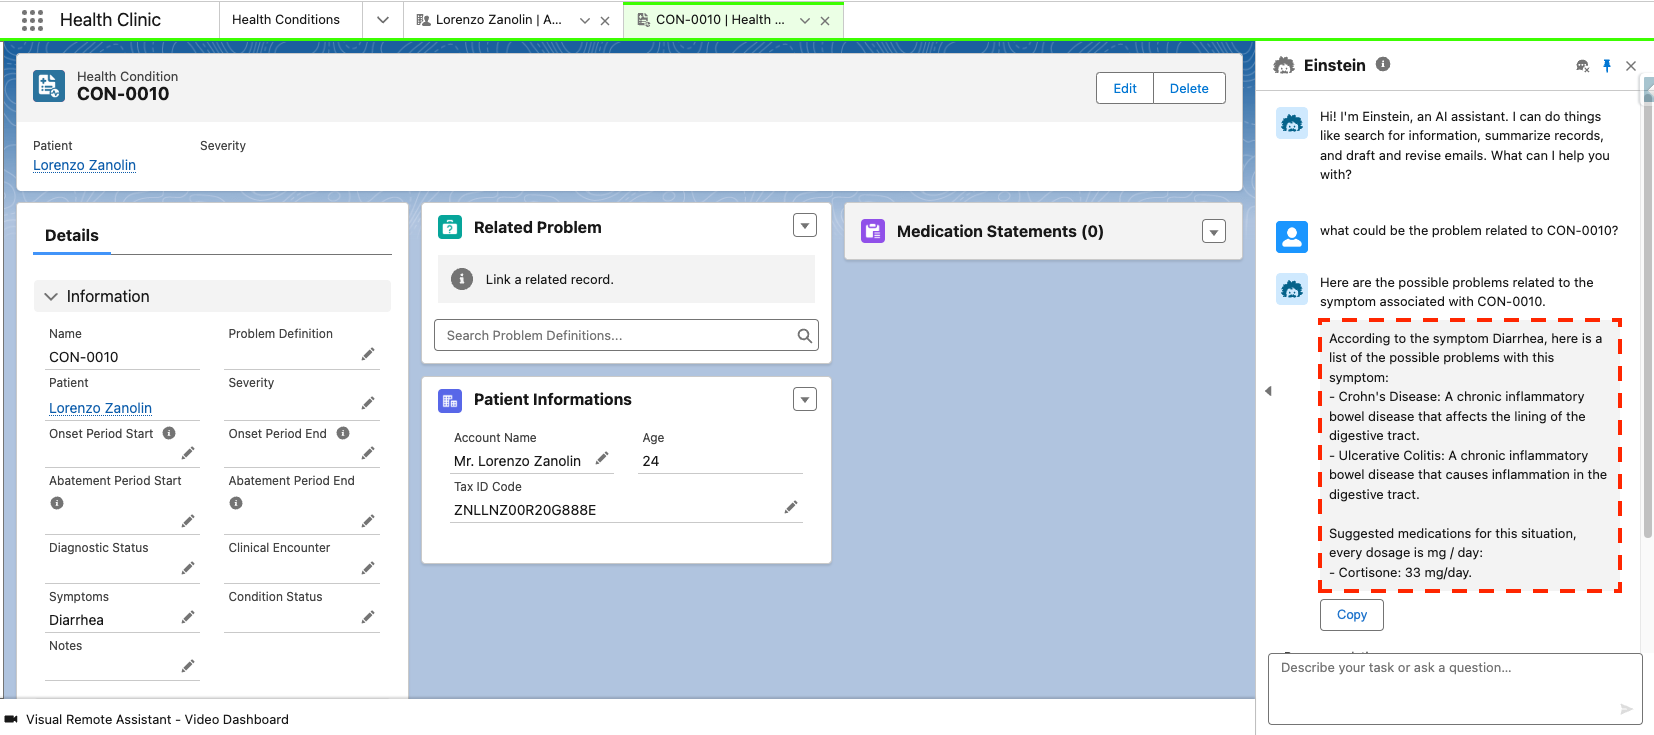 Health Clinic
Health Conditions
Lorenzo Zanolin | A...
CON-0010 | Health ...
Health Condition
CON-0010
Edit
Delete
Patient
Severity
Lorenzo Zanolin
Details
Information
Name
Problem Definition
CON-0010
Patient
Severity
Lorenzo Zanolin
Onset Period Start
Onset Period End
Abatement Period Start
Abatement Period End
Diagnostic Status
Clinical Encounter
Symptoms
Condition Status
Diarrhea
Notes
Related Problem
Link a related record.
Search Problem Definitions...
Patient Informations
Account Name
Age
Mr. Lorenzo Zanolin
24
Tax ID Code
ZNLLNZ00R20G888E
Medication Statements (0)
Einstein
Hi! I'm Einstein, an AI assistant. I can do things
like search for information, summarize records,
and draft and revise emails. What can I help you
with?
what could be the problem related to CON-0010?
Here are the possible problems related to the
symptom associated with CON-0010.
According to the symptom Diarrhea, here is a
list of the possible problems with this
symptom:
- Crohn's Disease: A chronic inflammatory
bowel disease that affects the lining of the
digestive tract.
- Ulcerative Colitis: A chronic inflammatory
bowel disease that causes inflammation in the
digestive tract.
Suggested medications for this situation,
every dosage is mg / day:
- Cortisone: 33 mg/day.
Copy
Describe your task or ask a question...
Visual Remote Assistant - Video Dashboard